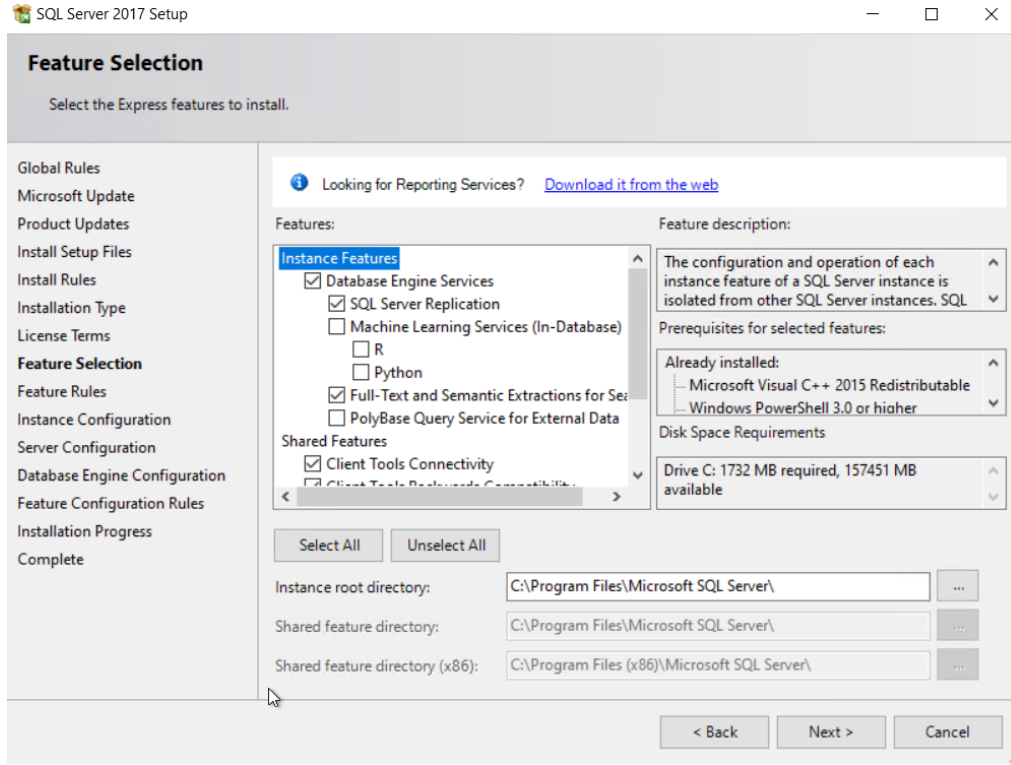 SQL Server 2017 Setup
Feature Selection
Select the Express features to install.
Global Rules
Microsoft Update
Product Updates
Install Setup Files
Install Rules
Installation Type
License Terms
Feature Selection
Feature Rules
Instance Configuration
Server Configuration
Database Engine Configuration
Feature Configuration Rules
Installation Progress
Complete
Looking for Reporting Services? Download it from the web
Features:
Instance Features
Database Engine Services
SQL Server Replication
Machine Learning Services (In-Database)
R
Python
Full-Text and Semantic Extractions for Sea
PolyBase Query Service for External Data
Shared Features
Client Tools Connectivity
Client Tools Backwards Compatibility
Feature description:
The configuration and operation of each
instance feature of a SQL Server instance is
isolated from other SQL Server instances. SQL
Prerequisites for selected features:
Already installed:
Microsoft Visual C++ 2015 Redistributable
Windows PowerShell 3.0 or higher
Disk Space Requirements
Drive C: 1732 MB required, 157451 MB
available
Select All
Unselect All
Instance root directory:
C:\Program Files\Microsoft SQL Server\
...
Shared feature directory:
C:\Program Files\Microsoft SQL Server\
...
Shared feature directory (x86):
C:\Program Files (x86)\Microsoft SQL Server\
...
< Back
Next >
Cancel